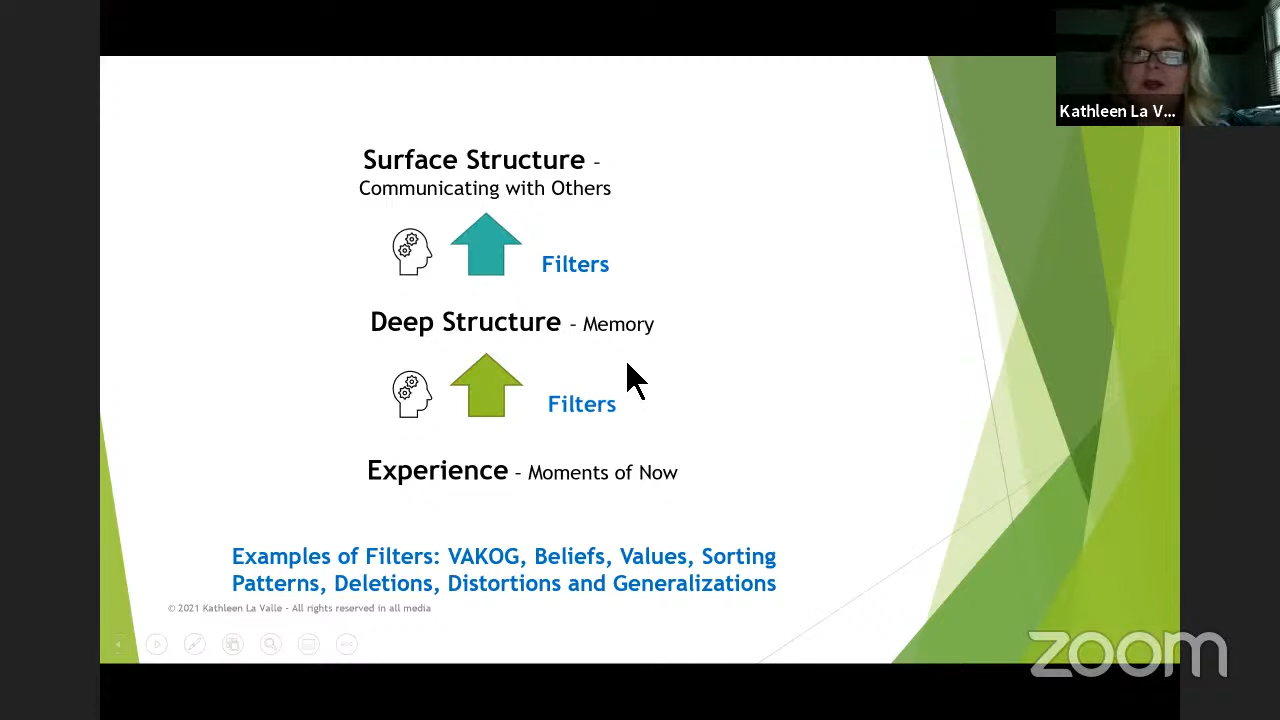 Kathleen La V...
Surface Structure –
Communicating with Others
Filters
Deep Structure – Memory
Filters
Experience – Moments of Now
Examples of Filters: VAKOG, Beliefs, Values, Sorting
Patterns, Deletions, Distortions and Generalizations
© 2021 Kathleen La Valle – All rights reserved in all media
zoom